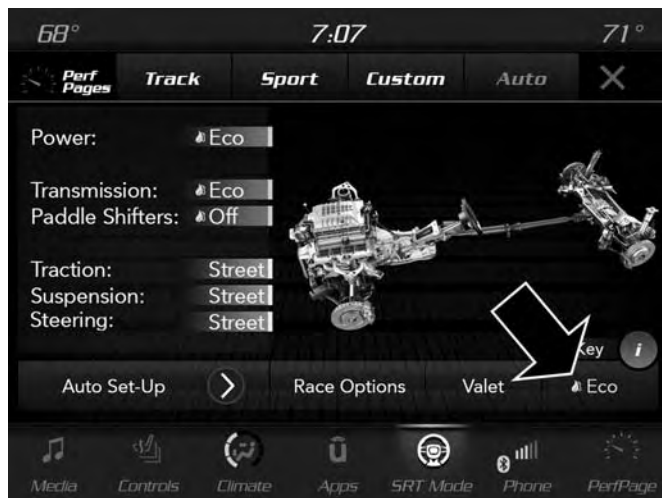 68° 7:07 71°
Perf Pages Track Sport Custom Auto X
Power: Eco
Transmission: Eco
Paddle Shifters: Off
Traction: Street
Suspension: Street
Steering: Street
Key i
Auto Set-Up > Race Options Valet Eco
Media Controls Climate Apps SRT Mode Phone PerfPage